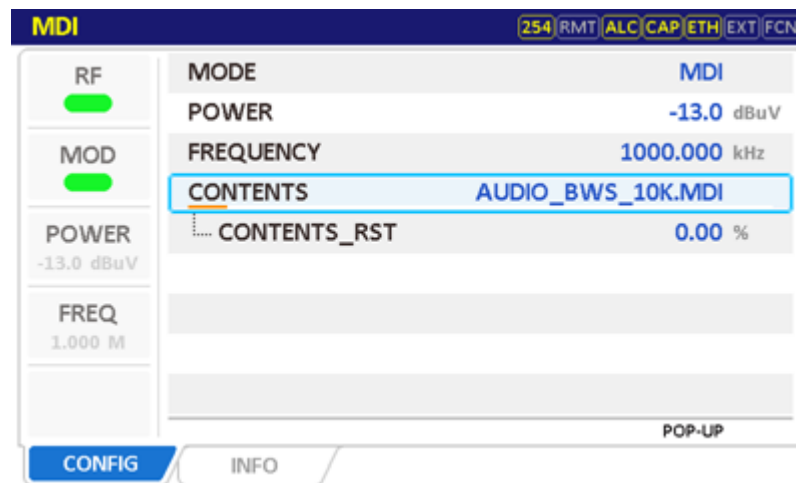 MDI 254 RMT ALC CAP ETH EXT FCN
RF
MOD
POWER
-13.0 dBuV
FREQ
1.000 M
MODE MDI
POWER -13.0 dBuV
FREQUENCY 1000.000 kHz
CONTENTS AUDIO_BWS_10K.MDI
CONTENTS_RST 0.00 %
POP-UP
CONFIG INFO